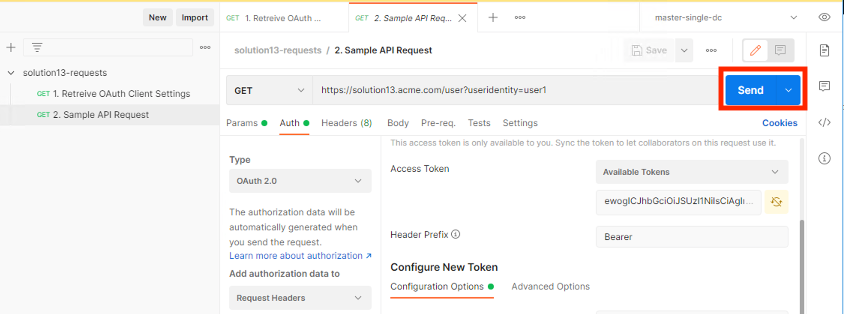 New Import
GET 1. Retreive OAuth ...
GET 2. Sample API Req...
master-single-dc
solution13-requests / 2. Sample API Request
Save
solution13-requests
GET 1. Retreive OAuth Client Settings
GET 2. Sample API Request
GET
https://solution13.acme.com/user?useridentity=user1
Send
Params Auth Headers (8) Body Pre-req. Tests Settings Cookies
This access token is only available to you. Sync the token to let collaborators on this request use it.
Type
OAuth 2.0
The authorization data will be
automatically generated when
you send the request.
Learn more about authorization ↗
Add authorization data to
Request Headers
Access Token
Available Tokens
Header Prefix
Bearer
Configure New Token
Configuration Options Advanced Options